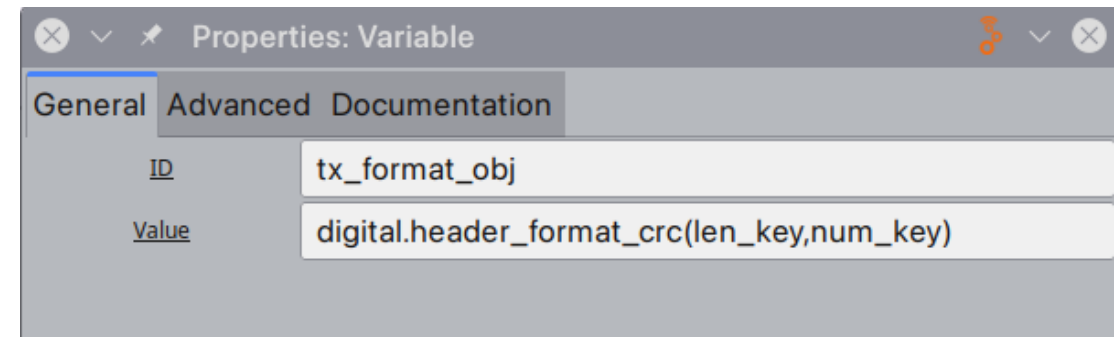 Properties: Variable
General Advanced Documentation
ID tx_format_obj
Value digital.header_format_crc(len_key,num_key)